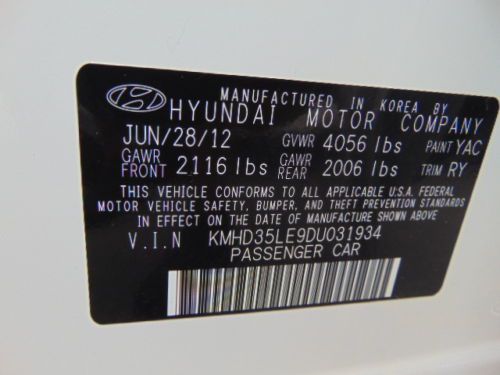 MANUFACTURED IN KOREA BY
HYUNDAI MOTOR COMPANY
JUN/28/12 GVWR 4056 lbs PAINT YAC
GAWR FRONT 2116 lbs GAWR REAR 2006 lbs TRIM RY
THIS VEHICLE CONFORMS TO ALL APPLICABLE U.S.A. FEDERAL
MOTOR VEHICLE SAFETY, BUMPER, AND THEFT PREVENTION STANDARDS
IN EFFECT ON THE DATE OF MANUFACTURE SHOWN ABOVE
V.I.N KMHD35LE9DU031934
PASSENGER CAR